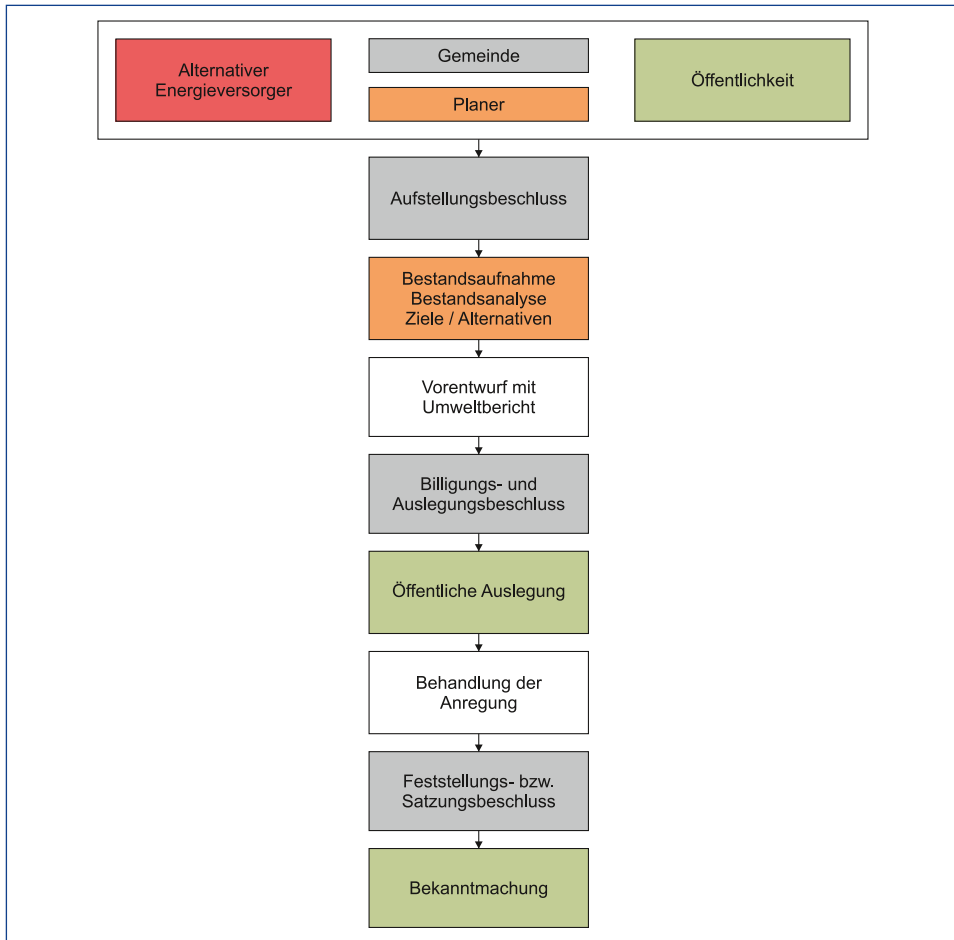 Alternativer
Energieversorger
Gemeinde
Planer
Öffentlichkeit
Aufstellungsbeschluss
Bestandsaufnahme
Bestandsanalyse
Ziele / Alternativen
Vorentwurf mit
Umweltbericht
Billigungs- und
Auslegungsbeschluss
Öffentliche Auslegung
Behandlung der
Anregung
Feststellungs- bzw.
Satzungsbeschluss
Bekanntmachung